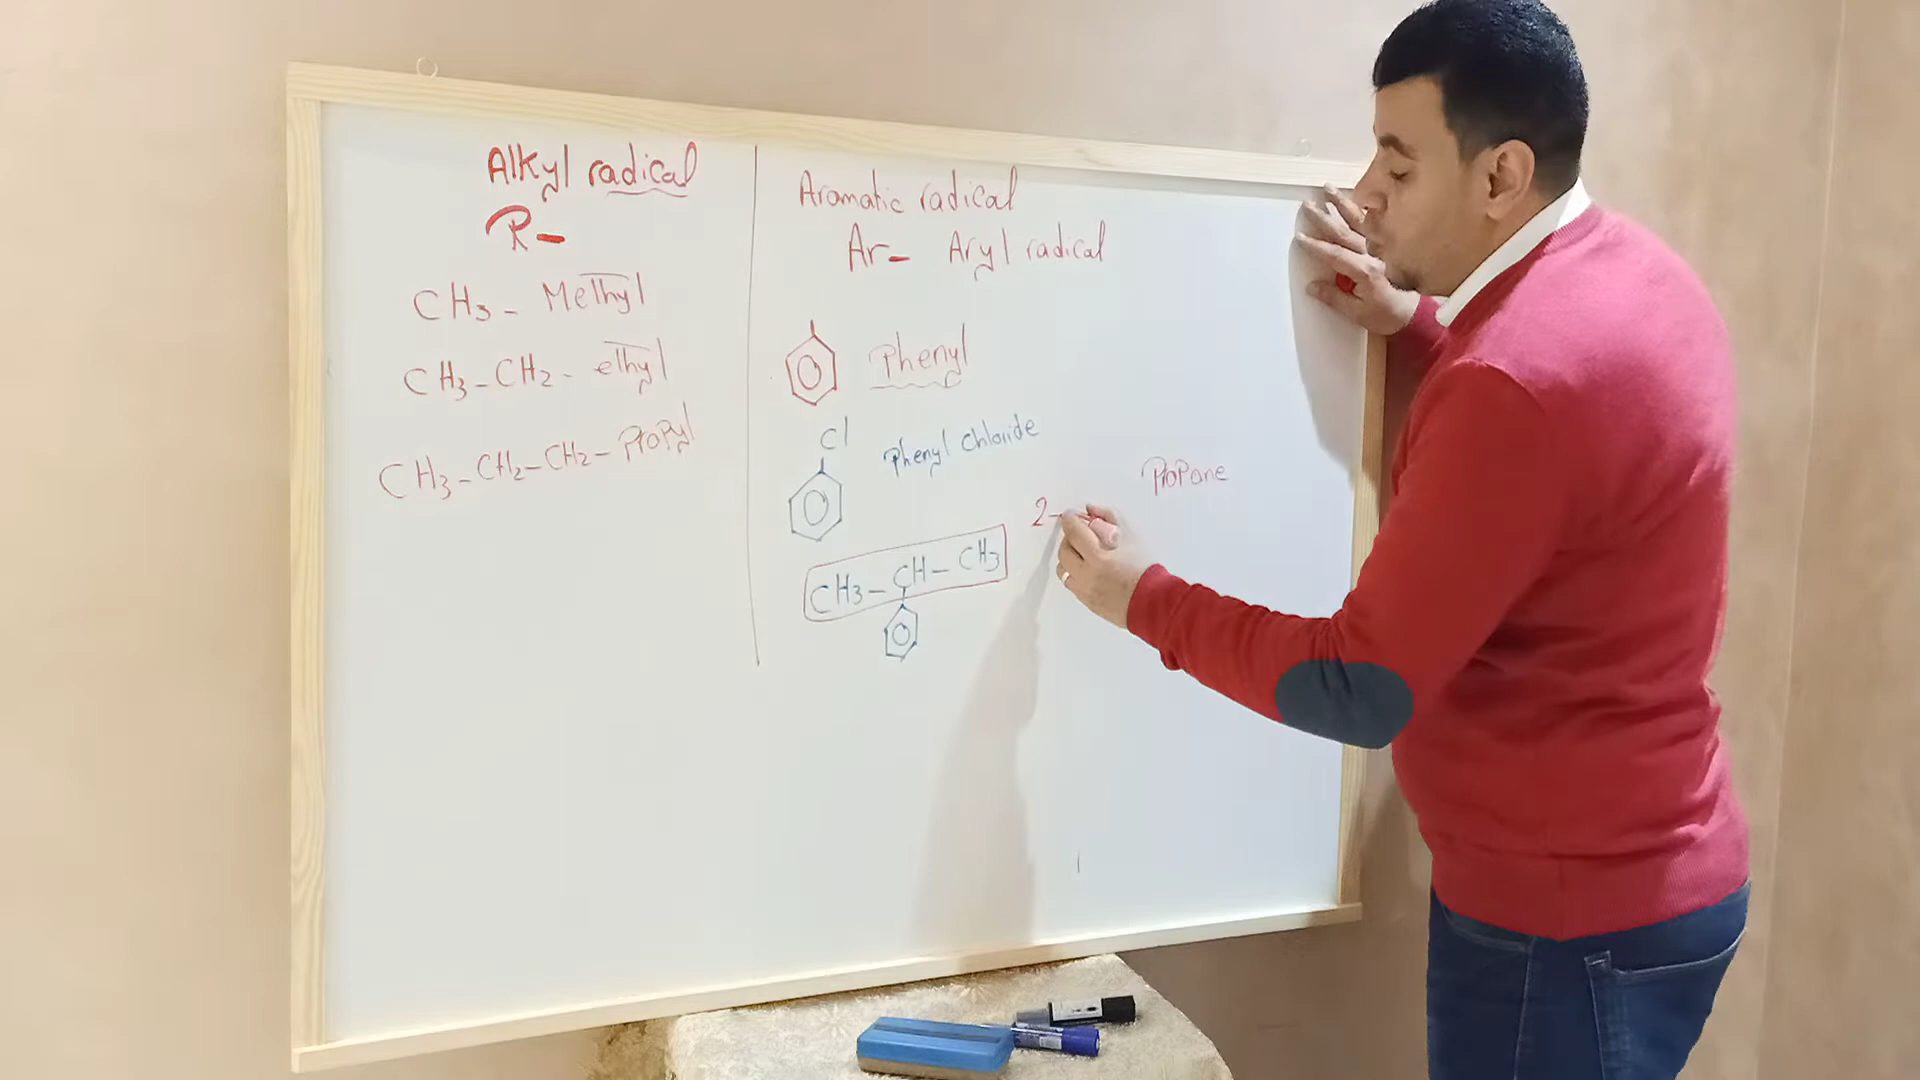 Alkyl radical
R-
CH3- Methyl
CH3-CH2- ethyl
CH3-CH2-CH2- Propyl
Aromatic radical
Ar- Aryl radical
Phenyl
Cl
Phenyl chloride
Propane
2-
CH3-CH-CH3